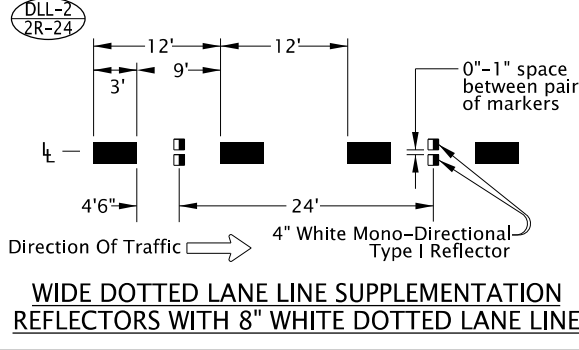 DLL-2
2R-24
12' 12'
3' 9'
0"-1" space
between pair
of markers
LL
4'6" 24'
4" White Mono-Directional
Type I Reflector
Direction Of Traffic
WIDE DOTTED LANE LINE SUPPLEMENTATION
REFLECTORS WITH 8" WHITE DOTTED LANE LINE